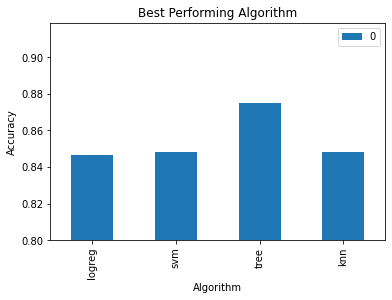 Best Performing Algorithm
0
0.90
0.88
0.86
0.84
0.82
0.80
Accuracy
logreg
svm
tree
knn
Algorithm